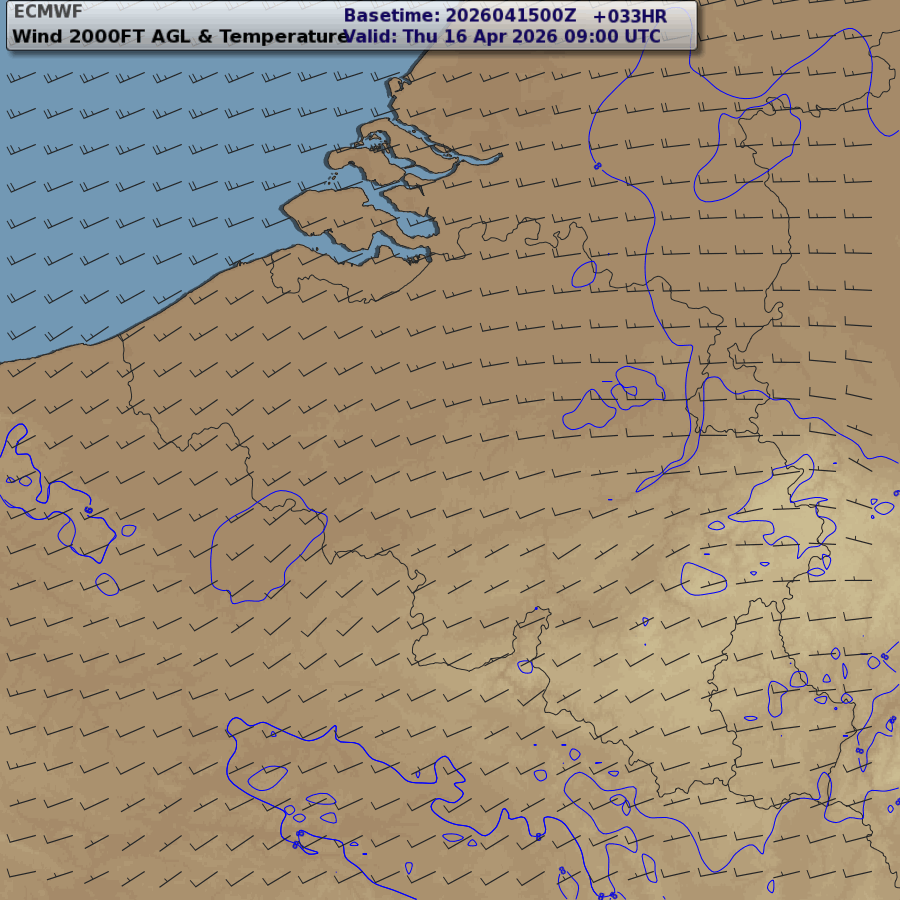 ECMWF
Basetime: 2026041500Z +033HR
Wind 2000FT AGL & Temperature
Valid: Thu 16 Apr 2026 09:00 UTC